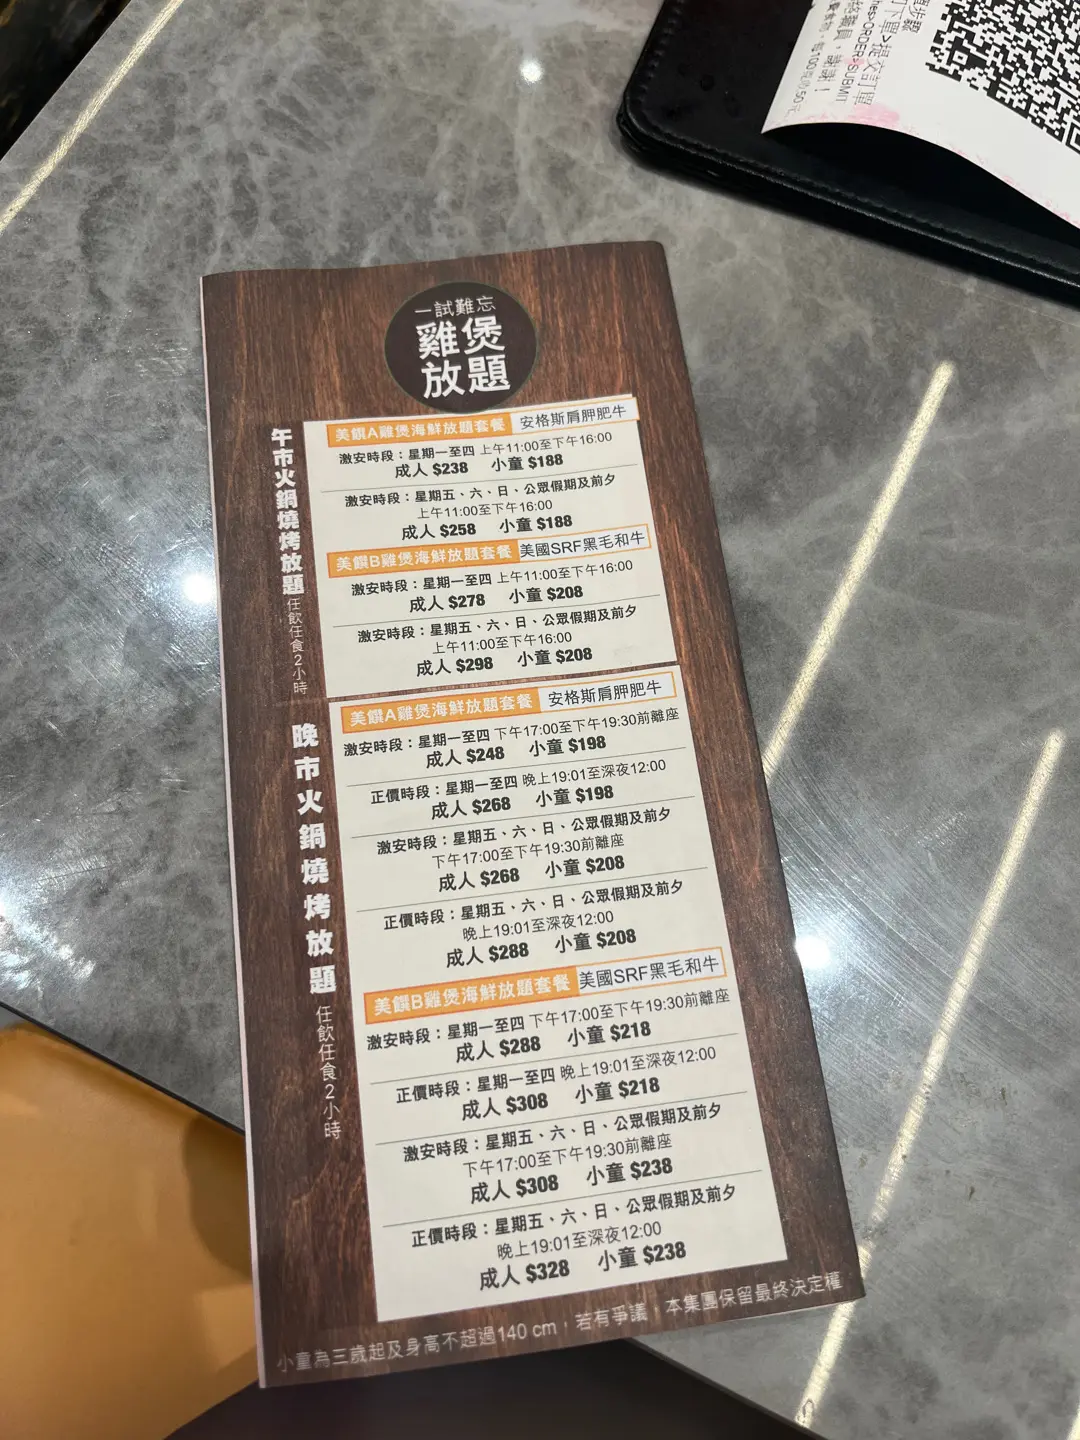 一試難忘
雞煲
放題
午市火鍋燒烤放題 任飲任食2小時
美饌A雞煲海鮮放題套餐 安格斯肩胛肥牛
激安時段：星期一至四 上午11:00至下午16:00
成人 $238 小童 $188
激安時段：星期五、六、日、公眾假期及前夕
上午11:00至下午16:00
成人 $258 小童 $188
美饌B雞煲海鮮放題套餐 美國SRF黑毛和牛
激安時段：星期一至四 上午11:00至下午16:00
成人 $278 小童 $208
激安時段：星期五、六、日、公眾假期及前夕
上午11:00至下午16:00
成人 $298 小童 $208
晚市火鍋燒烤放題 任飲任食2小時
美饌A雞煲海鮮放題套餐 安格斯肩胛肥牛
激安時段：星期一至四 下午17:00至下午19:30前離座
成人 $248 小童 $198
正價時段：星期一至四 晚上19:01至深夜12:00
成人 $268 小童 $198
激安時段：星期五、六、日、公眾假期及前夕
下午17:00至下午19:30前離座
成人 $268 小童 $208
正價時段：星期五、六、日、公眾假期及前夕
晚上19:01至深夜12:00
成人 $288 小童 $208
美饌B雞煲海鮮放題套餐 美國SRF黑毛和牛
激安時段：星期一至四 下午17:00至下午19:30前離座
成人 $288 小童 $218
正價時段：星期一至四 晚上19:01至深夜12:00
成人 $308 小童 $218
激安時段：星期五、六、日、公眾假期及前夕
下午17:00至下午19:30前離座
成人 $308 小童 $238
正價時段：星期五、六、日、公眾假期及前夕
晚上19:01至深夜12:00
成人 $328 小童 $238
小童為三歲起及身高不超過140 cm，若有爭議，本集團保留最終決定權
步驟
下單>提交訂單
>ORDER>SUBMIT
職員，謝謝！